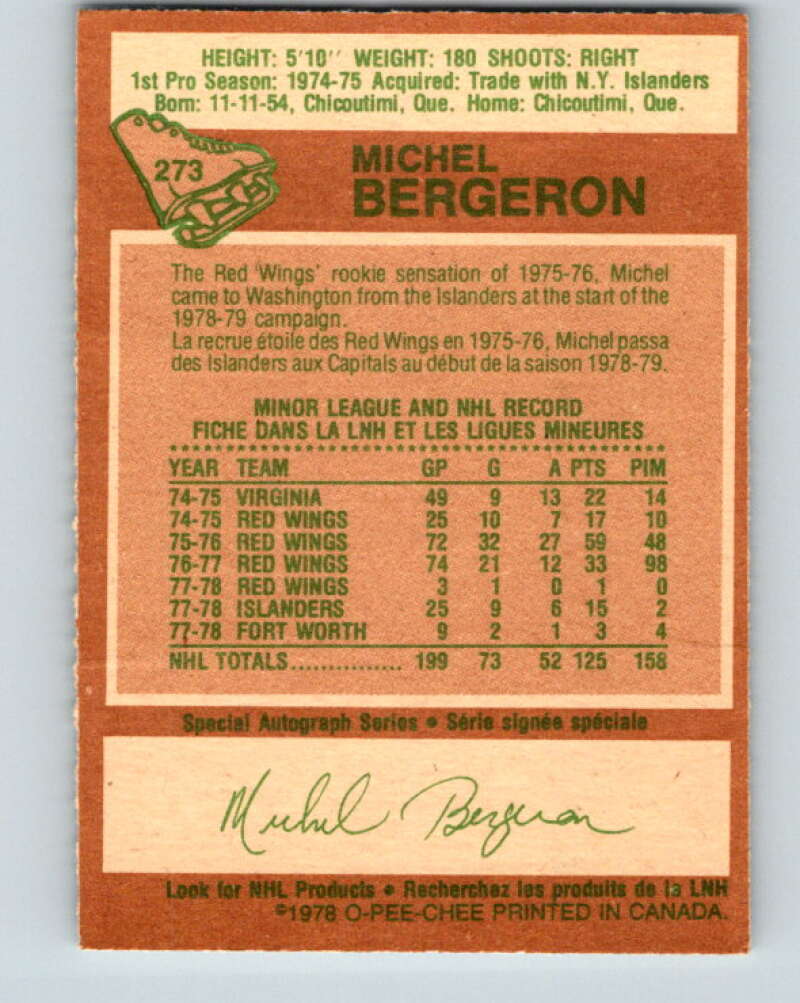 HEIGHT: 5'10'' WEIGHT: 180 SHOOTS: RIGHT
1st Pro Season: 1974-75 Acquired: Trade with N.Y. Islanders
Born: 11-11-54, Chicoutimi, Que. Home: Chicoutimi, Que.
273
MICHEL
BERGERON
The Red 'Wings' rookie sensation of 1975-76, Michel
came to Washington from the Islanders at the start of the
1978-79 campaign.
La recrue étoile des Red Wings en 1975-76, Michel passa
des Islanders aux Capitals au début de la saison 1978-79.
MINOR LEAGUE AND NHL RECORD
FICHE DANS LA LNH ET LES LIGUES MINEURES
YEAR TEAM GP G A PTS PIM
74-75 VIRGINIA 49 9 13 22 14
74-75 RED WINGS 25 10 7 17 10
75-76 RED WINGS 72 32 27 59 48
76-77 RED WINGS 74 21 12 33 98
77-78 RED WINGS 3 1 0 1 0
77-78 ISLANDERS 25 9 6 15 2
77-78 FORT WORTH 9 2 1 3 4
NHL TOTALS............... 199 73 52 125 158
Special Autograph Series • Série signée spéciale
Michel Bergeron
Look for NHL Products • Recherchez les produits de la LNH
©1978 O-PEE-CHEE PRINTED IN CANADA.